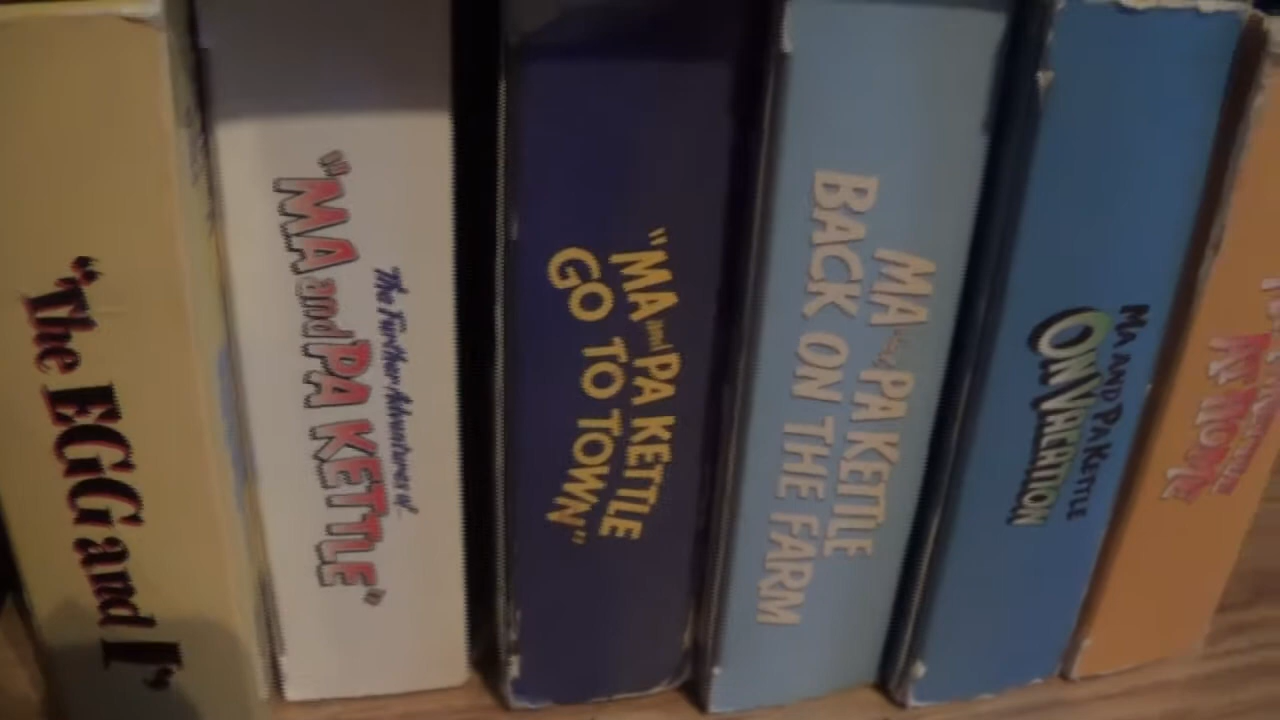 "The EGG and I"
The Further Adventures of...
"MA and PA KETTLE"
"MA and PA KETTLE
GO TO TOWN"
MA and PA KETTLE
BACK ON THE FARM
MA AND PA KETTLE
ON VACATION
AT HOME